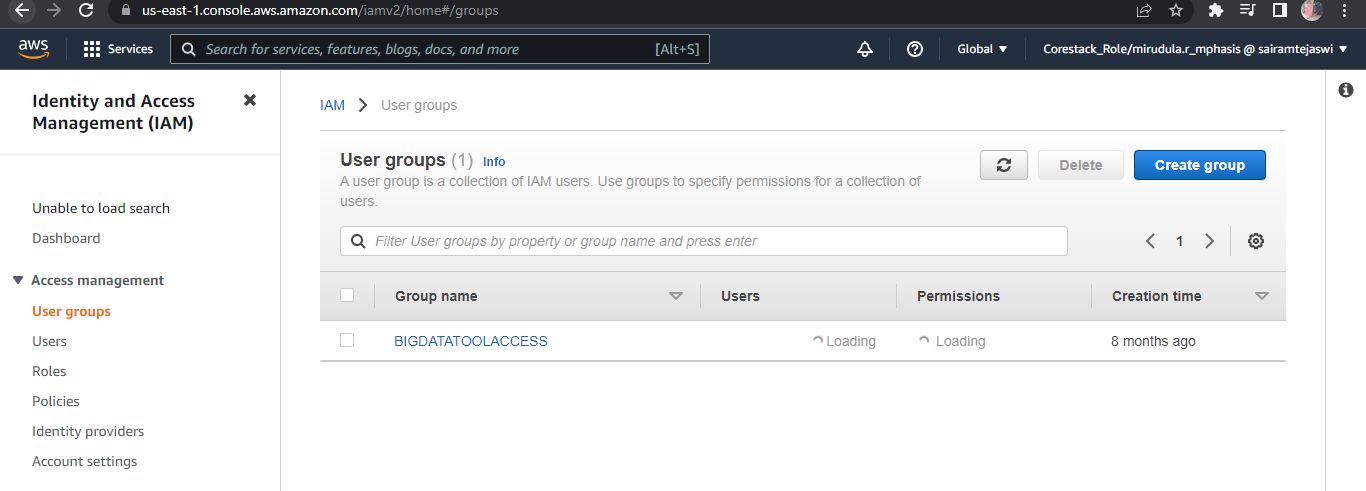 us-east-1.console.aws.amazon.com/iamv2/home#/groups
aws
Services
Search for services, features, blogs, docs, and more
[Alt+S]
Global
Corestack_Role/mirudula.r_mphasis @ sairamtejaswi
Identity and Access
Management (IAM)
Unable to load search
Dashboard
Access management
User groups
Users
Roles
Policies
Identity providers
Account settings
IAM > User groups
User groups (1) Info
A user group is a collection of IAM users. Use groups to specify permissions for a collection of
users.
Delete
Create group
Filter User groups by property or group name and press enter
1
Group name
Users
Permissions
Creation time
BIGDATATOOLACCESS
Loading
Loading
8 months ago